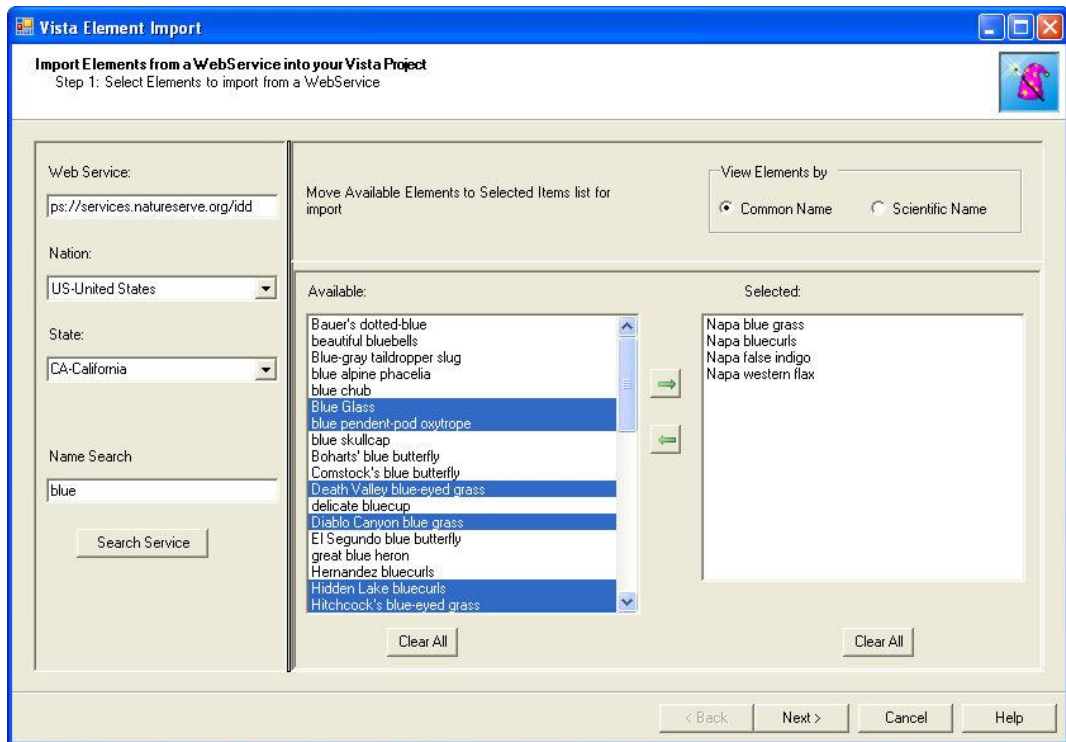 Vista Element Import
Import Elements from a WebService into your Vista Project
Step 1: Select Elements to import from a WebService
Web Service:
ps://services.natureserve.org/idd
Nation:
US-United States
State:
CA-California
Name Search
blue
Search Service
Move Available Elements to Selected Items list for
import
View Elements by
Common Name
Scientific Name
Available:
Bauer's dotted-blue
beautiful bluebells
Blue-gray taildropper slug
blue alpine phacelia
blue chub
Blue Glass
blue pendent-pod oxytrope
blue skullcap
Boharts' blue butterfly
Comstock's blue butterfly
Death Valley blue-eyed grass
delicate bluecup
Diablo Canyon blue grass
El Segundo blue butterfly
great blue heron
Hernandez bluecurls
Hidden Lake bluecurls
Hitchcock's blue-eyed grass
Clear All
Selected:
Napa blue grass
Napa bluecurls
Napa false indigo
Napa western flax
Clear All
< Back
Next >
Cancel
Help